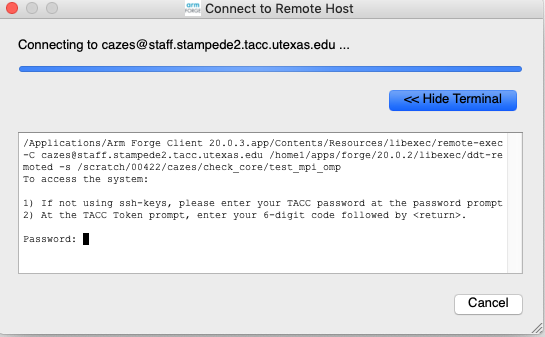 arm
FORGE
Connect to Remote Host
Connecting to cazes@staff.stampede2.tacc.utexas.edu ...
<< Hide Terminal
/Applications/Arm Forge Client 20.0.3.app/Contents/Resources/libexec/remote-exec
-C cazes@staff.stampede2.tacc.utexas.edu /home1/apps/forge/20.0.2/libexec/ddt-re
moted -s /scratch/00422/cazes/check_core/test_mpi_omp
To access the system:
1) If not using ssh-keys, please enter your TACC password at the password prompt
2) At the TACC Token prompt, enter your 6-digit code followed by <return>.
Password:
Cancel